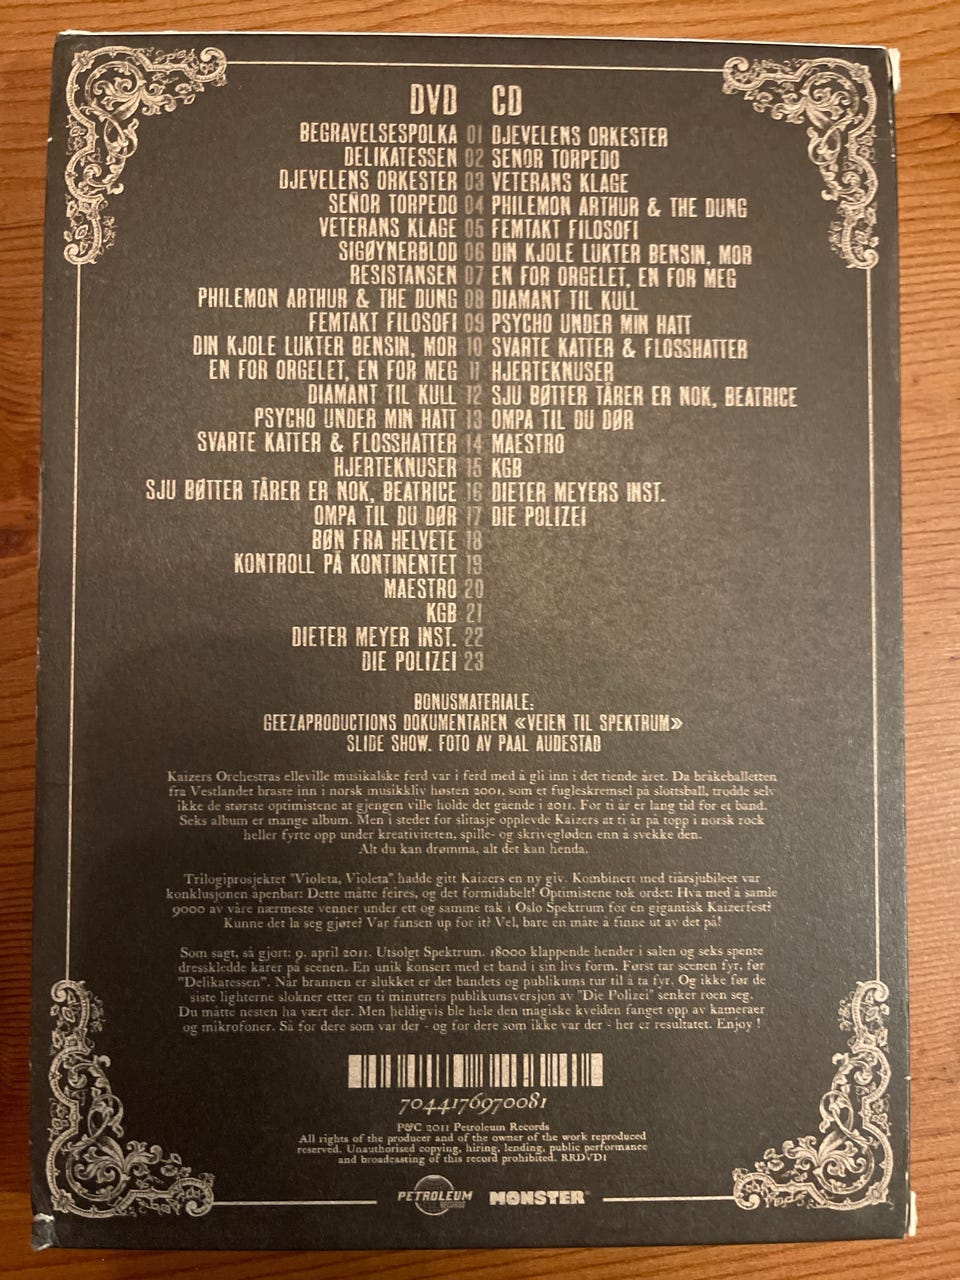 DVD CD
BEGRAVELSESPOLKA 01 DJEVELENS ORKESTER
DELIKATESSEN 02 SENOR TORPEDO
DJEVELENS ORKESTER 03 VETERANS KLAGE
SEÑOR TORPEDO 04 PHILEMON ARTHUR & THE DUNG
VETERANS KLAGE 05 FEMTAKT FILOSOFI
SIGØYNERBLOD 06 DIN KJOLE LUKTER BENSIN, MOR
RESISTANSEN 07 EN FOR ORGELET, EN FOR MEG
PHILEMON ARTHUR & THE DUNG 08 DIAMANT TIL KULL
FEMTAKT FILOSOFI 09 PSYCHO UNDER MIN HATT
DIN KJOLE LUKTER BENSIN, MOR 10 SVARTE KATTER & FLOSSHATTER
EN FOR ORGELET, EN FOR MEG 11 HJERTEKNUSER
DIAMANT TIL KULL 12 SJU BØTTER TÅRER ER NOK, BEATRICE
PSYCHO UNDER MIN HATT 13 OMPA TIL DU DØR
SVARTE KATTER & FLOSSHATTER 14 MAESTRO
HJERTEKNUSER 15 KGB
SJU BØTTER TÅRER ER NOK, BEATRICE 16 DIETER MEYERS INST.
OMPA TIL DU DØR 17 DIE POLIZEI
BØN FRA HELVETE 18
KONTROLL PÅ KONTINENTET 19
MAESTRO 20
KGB 21
DIETER MEYER INST. 22
DIE POLIZEI 23
BONUSMATERIALE:
GEEZAPRODUCTIONS DOKUMENTAREN «VEIEN TIL SPEKTRUM»
SLIDE SHOW. FOTO AV PAAL AUDESTAD
Kaizers Orchestras elleville musikalske ferd var i ferd med å gli inn i det tiende året. Da bråkeballetten
fra Vestlandet braste inn i norsk musikkliv høsten 2001, som et fugleskremsel på slottsball, trodde selv
ikke de største optimistene at gjengen ville holde det gående i 2011. For ti år er lang tid for et band.
Seks album er mange album. Men i stedet for slitasje opplevde Kaizers at ti år på topp i norsk rock
heller fyrte opp under kreativiteten, spille- og skrivegløden enn å svekke den.
Alt du kan drømma, alt det kan henda.
Trilogiprosjektet "Violeta, Violeta" hadde gitt Kaizers en ny giv. Kombinert med tiårsjubileet var
konklusjonen åpenbar: Dette måtte feires, og det formidabelt! Optimistene tok ordet: Hva med å samle
9000 av våre nærmeste venner under ett og samme tak i Oslo Spektrum for en gigantisk Kaizerfest?
Kunne det la seg gjøre? Var fansen up for it? Vel, bare en måte å finne ut av det på!
Som sagt, så gjort: 9. april 2011. Utsolgt Spektrum. 18000 klappende hender i salen og seks spente
dresskledde karer på scenen. En unik konsert med et band i sin livs form. Først tar scenen fyr, før
"Delikatessen". Når brannen er slukket er det bandets og publikums tur til å ta fyr. Og ikke før de
siste lighterne slokner etter en ti minutters publikumsversjon av "Die Polizei" senker roen seg.
Du måtte nesten ha vært der. Men heldigvis ble hele den magiske kvelden fanget opp av kameraer
og mikrofoner. Så for dere som var der - og for dere som ikke var der - her er resultatet. Enjoy !
7044176970081
P&C 2011 Petroleum Records
All rights of the producer and of the owner of the work reproduced
reserved. Unauthorised copying, hiring, lending, public performance
and broadcasting of this record prohibited. RRDVD1
PETROLEUM RECORDS MONSTER